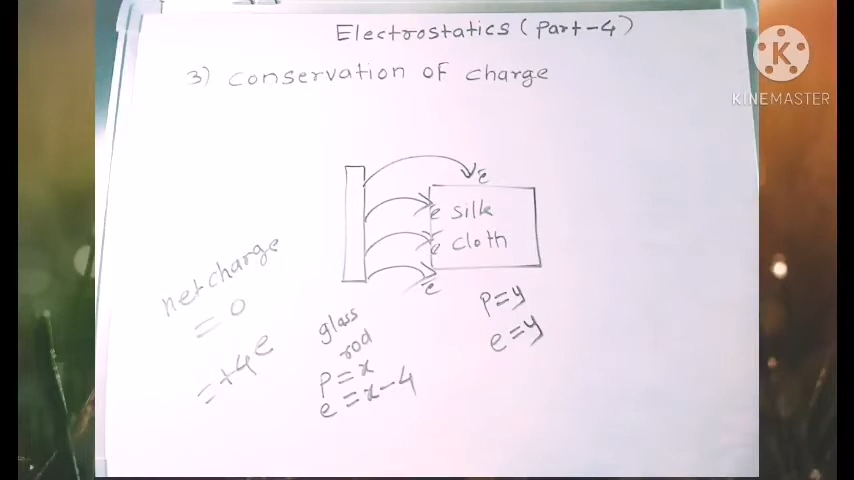 Electrostatics (Part-4)
3) conservation of charge
K
KINEMASTER
ē
ē silk
ē cloth
ē
net charge
= 0
= +4e
glass
rod
P = x
e = x-4
P = y
e = y